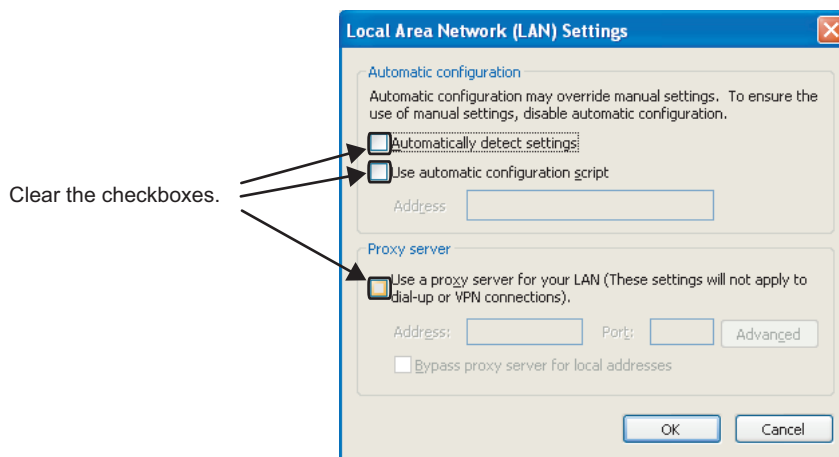 Local Area Network (LAN) Settings
Automatic configuration
Automatic configuration may override manual settings. To ensure the
use of manual settings, disable automatic configuration.
Automatically detect settings
Use automatic configuration script
Address
Clear the checkboxes.
Proxy server
Use a proxy server for your LAN (These settings will not apply to
dial-up or VPN connections).
Address:
Port:
Advanced
Bypass proxy server for local addresses
OK
Cancel